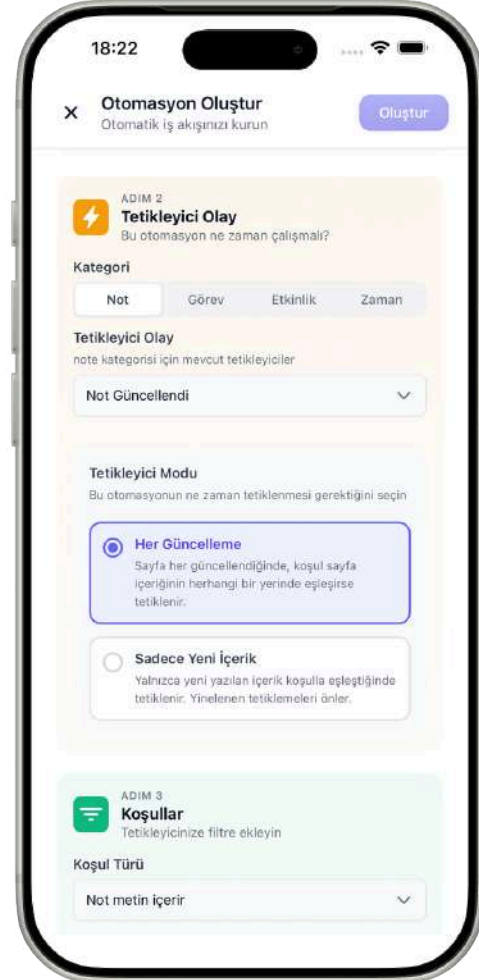 18:22
Otomasyon Oluştur
Otomatik iş akışınızı kurun
Oluştur
ADIM 2
Tetikleyici Olay
Bu otomasyon ne zaman çalışmalı?
Kategori
Not
Görev
Etkinlik
Zaman
Tetikleyici Olay
note kategorisi için mevcut tetikleyiciler
Not Güncellendi
Tetikleyici Modu
Bu otomasyonun ne zaman tetiklenmesi gerektiğini seçin
Her Güncelleme
Sayfa her güncellendiğinde, koşul sayfa
içeriğinin herhangi bir yerinde eşleşirse
tetiklenir.
Sadece Yeni İçerik
Yalnızca yeni yazılan içerik koşulla eşleştiğinde
tetiklenir. Yinelenen tetiklemeleri önler.
ADIM 3
Koşullar
Tetikleyicinize filtre ekleyin
Koşul Türü
Not metin içerir